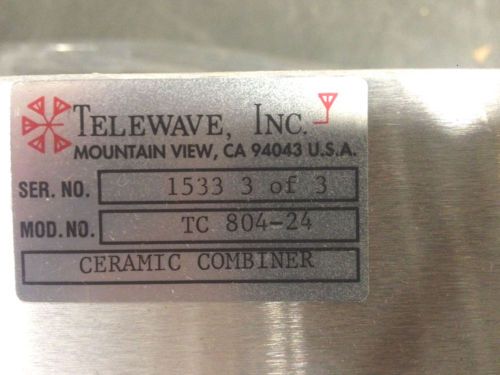 TELEWAVE, INC.
MOUNTAIN VIEW, CA 94043 U.S.A.
SER. NO. 1533 3 of 3
MOD. NO. TC 804-24
CERAMIC COMBINER